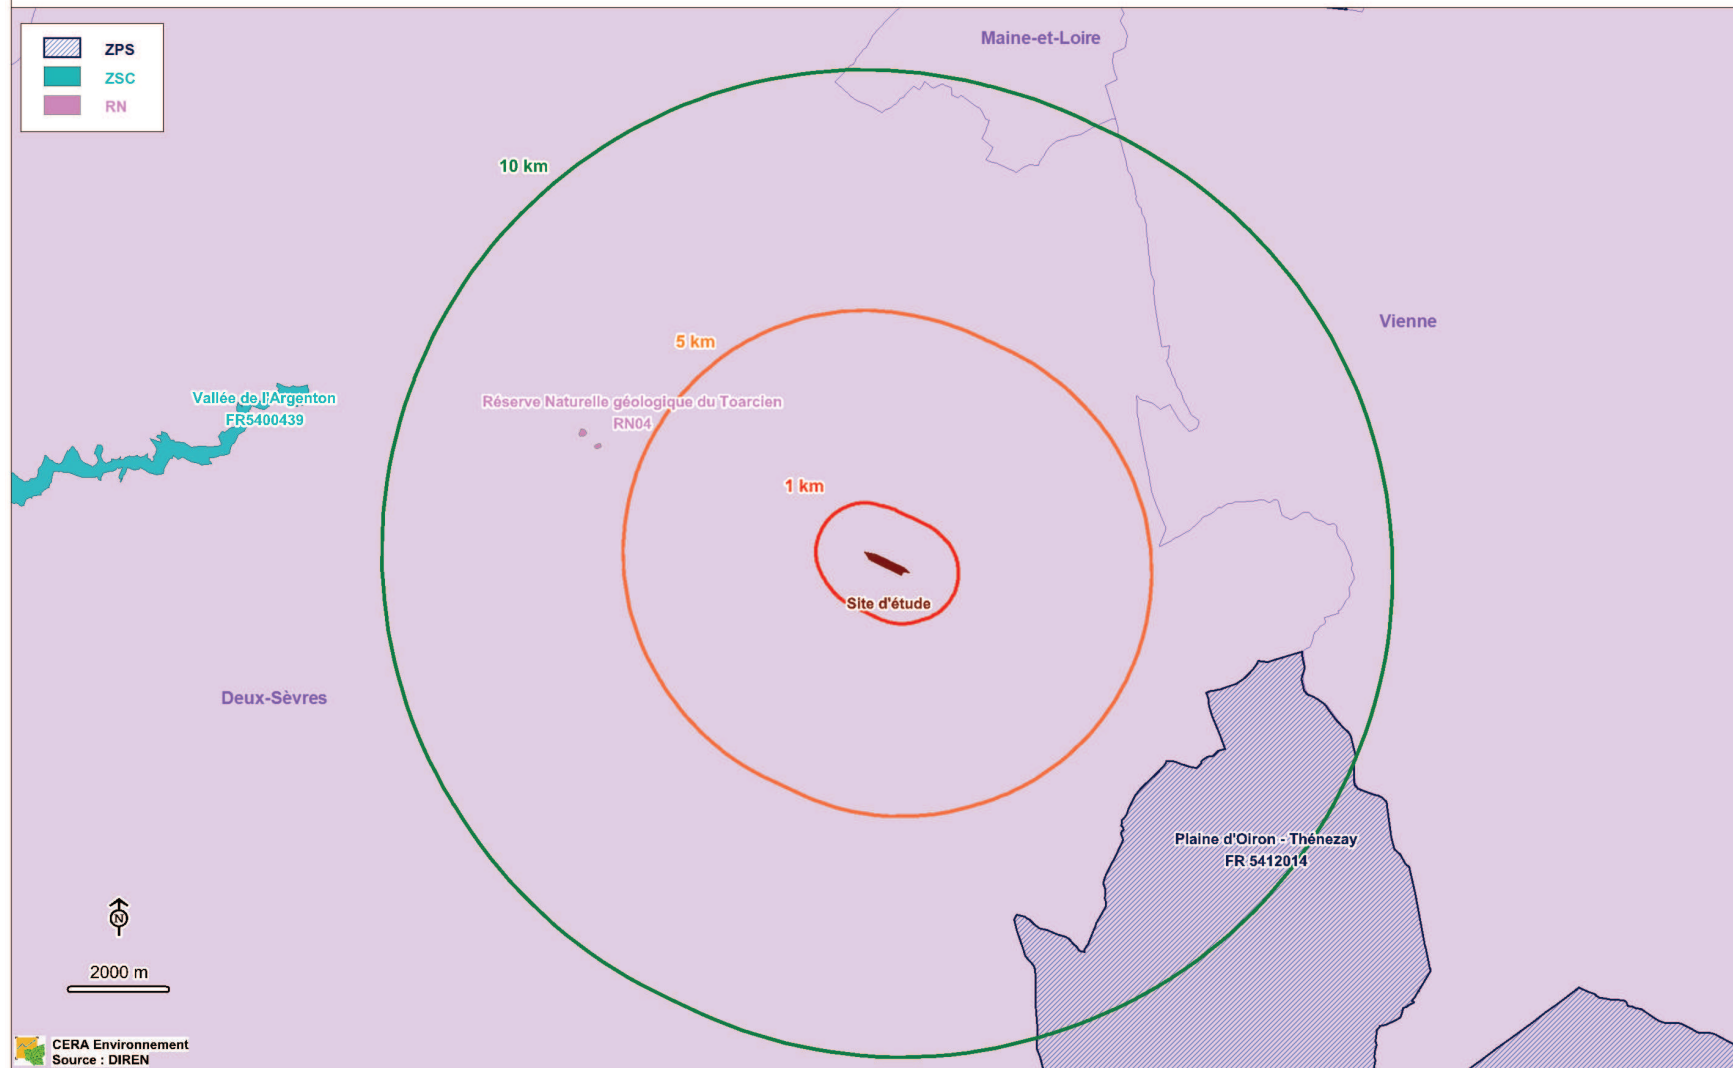 ZPS
ZSC
RN
Maine-et-Loire
10 km
Vienne
5 km
Vallée de l'Argenton
FR5400439
Réserve Naturelle géologique du Toarcien
RN04
1 km
Site d'étude
Deux-Sèvres
Plaine d'Oiron - Thénezay
FR 5412014
N
2000 m
CERA Environnement
Source : DIREN